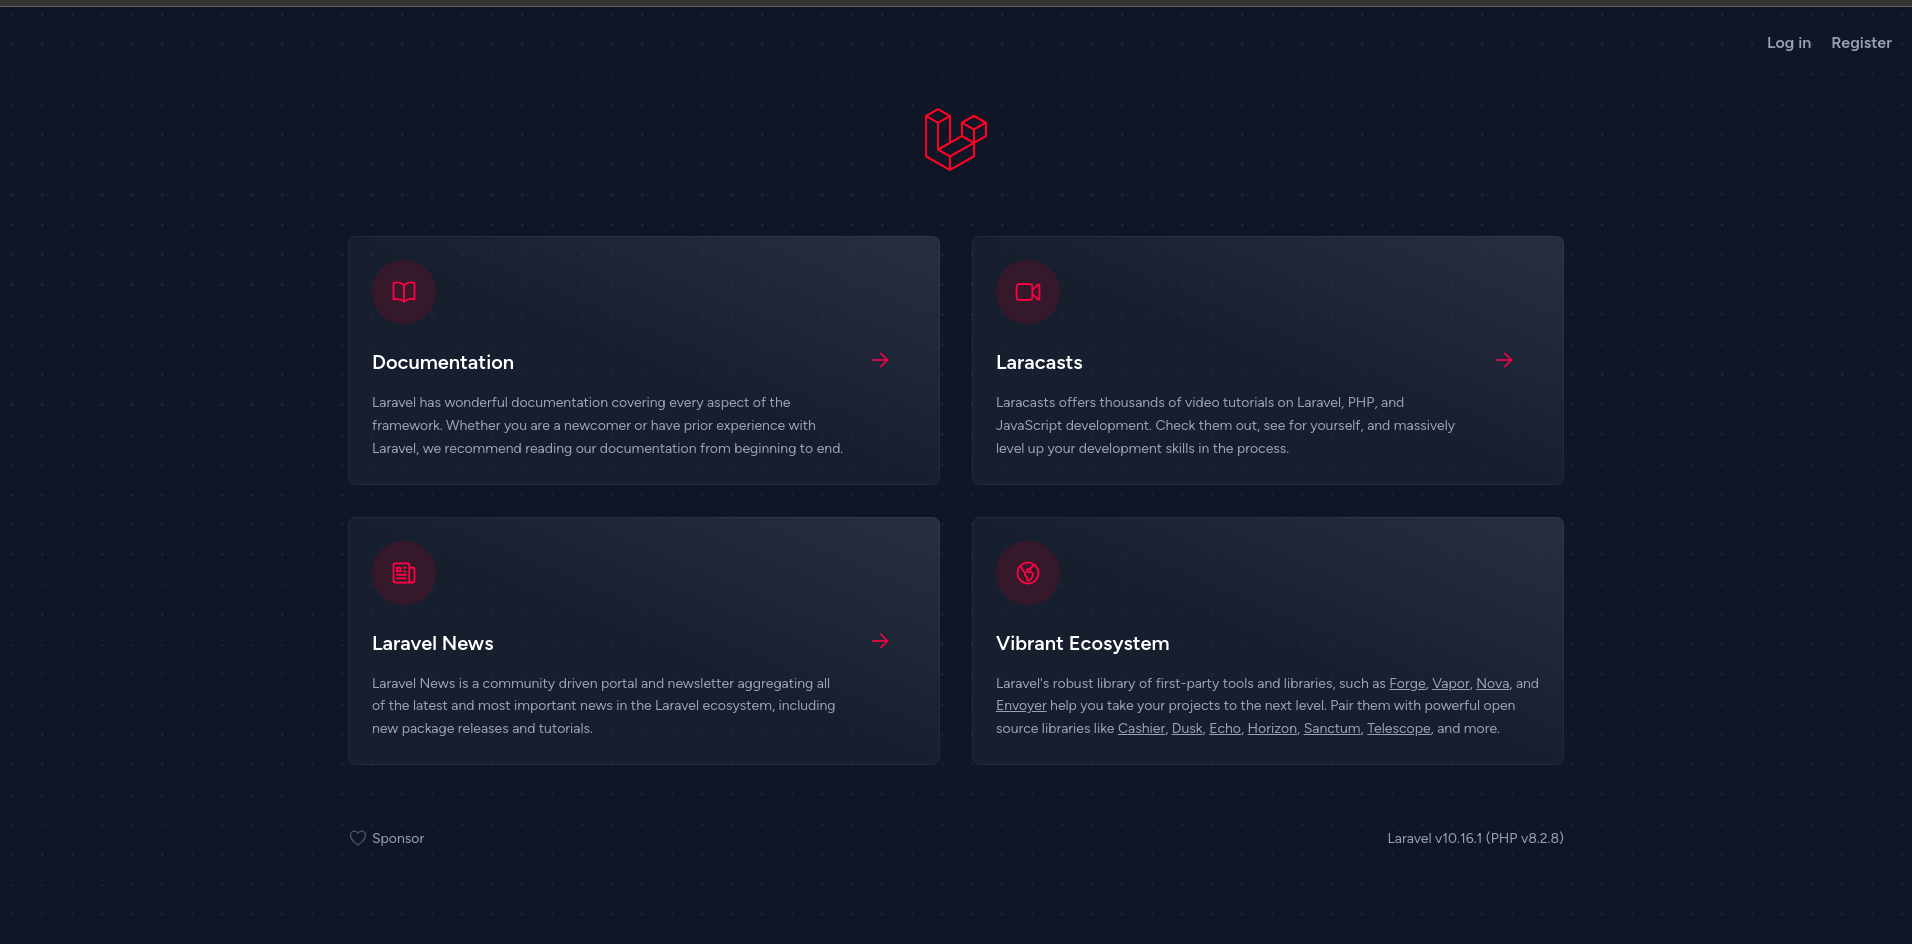 Log in Register
Documentation
Laravel has wonderful documentation covering every aspect of the
framework. Whether you are a newcomer or have prior experience with
Laravel, we recommend reading our documentation from beginning to end.
Laracasts
Laracasts offers thousands of video tutorials on Laravel, PHP, and
JavaScript development. Check them out, see for yourself, and massively
level up your development skills in the process.
Laravel News
Laravel News is a community driven portal and newsletter aggregating all
of the latest and most important news in the Laravel ecosystem, including
new package releases and tutorials.
Vibrant Ecosystem
Laravel's robust library of first-party tools and libraries, such as Forge, Vapor, Nova, and
Envoyer help you take your projects to the next level. Pair them with powerful open
source libraries like Cashier, Dusk, Echo, Horizon, Sanctum, Telescope, and more.
Sponsor
Laravel v10.16.1 (PHP v8.2.8)